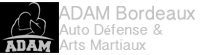 ADAM Bordeaux
Auto Défense &
Arts Martiaux
ADAM